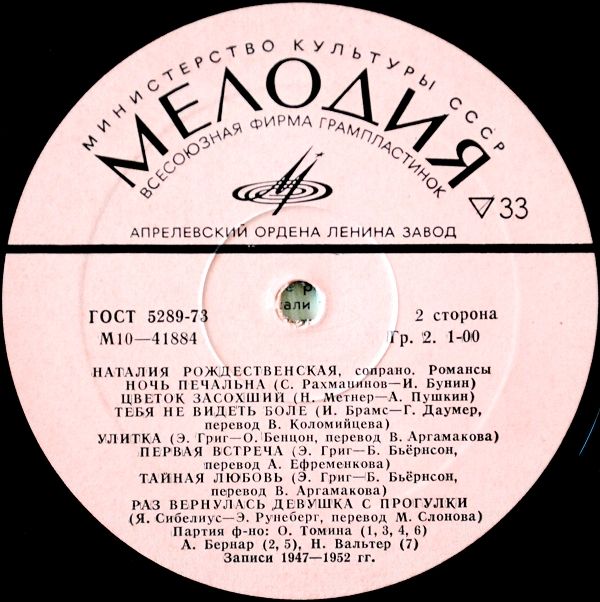 МИНИСТЕРСТВО КУЛЬТУРЫ СССР
МЕЛОДИЯ
ВСЕСОЮЗНАЯ ФИРМА ГРАМПЛАСТИНОК
33
АПРЕЛЕВСКИЙ ОРДЕНА ЛЕНИНА ЗАВОД
ГОСТ 5289-73
2 сторона
М10—41884
Гр. 2. 1-00
НАТАЛИЯ РОЖДЕСТВЕНСКАЯ, сопрано. Романсы
НОЧЬ ПЕЧАЛЬНА (С. Рахманинов—И. Бунин)
ЦВЕТОК ЗАСОХШИЙ (Н. Метнер—А. Пушкин)
ТЕБЯ НЕ ВИДЕТЬ БОЛЕ (И. Брамс—Г. Даумер,
перевод В. Коломийцева)
УЛИТКА (Э. Григ—О. Бенцон, перевод В. Аргамакова)
ПЕРВАЯ ВСТРЕЧА (Э. Григ—Б. Бьёрнсон,
перевод А. Ефременкова)
ТАЙНАЯ ЛЮБОВЬ (Э. Григ—Б. Бьёрнсон,
перевод В. Аргамакова)
РАЗ ВЕРНУЛАСЬ ДЕВУШКА С ПРОГУЛКИ
(Я. Сибелиус—Э. Рунеберг, перевод М. Слонова)
Партия ф-но: О. Томина (1, 3, 4, 6)
А. Бернар (2, 5), Н. Вальтер (7)
Записи 1947—1952 гг.